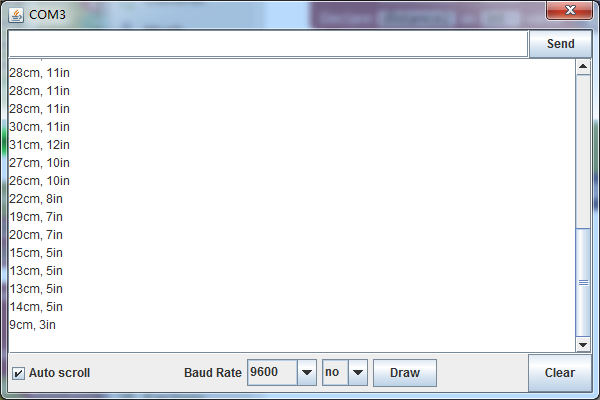 COM3
Send
28cm, 11in
28cm, 11in
28cm, 11in
30cm, 11in
31cm, 12in
27cm, 10in
26cm, 10in
22cm, 8in
19cm, 7in
20cm, 7in
15cm, 5in
13cm, 5in
13cm, 5in
14cm, 5in
9cm, 3in
Auto scroll
Baud Rate
9600
no
Draw
Clear